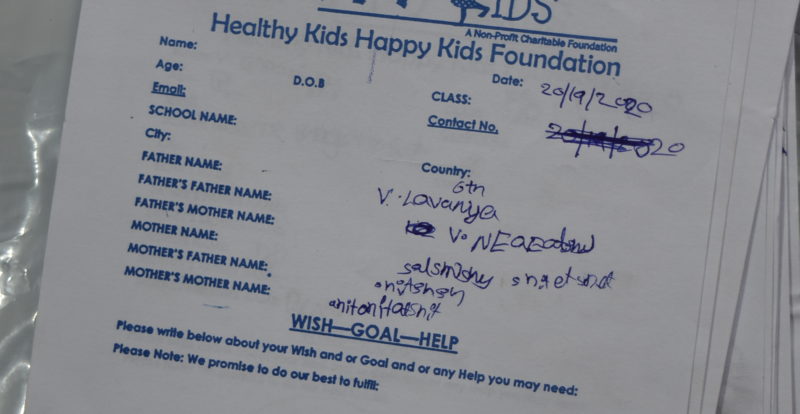 IDS
A Non-Profit Charitable Foundation
Healthy Kids Happy Kids Foundation
Name: Date: 20/9/2020
Age: D.O.B CLASS:
Email: Contact No. 20
SCHOOL NAME:
City: Country:
FATHER NAME: 6th
FATHER'S FATHER NAME: V. Lavanya
FATHER'S MOTHER NAME:
MOTHER NAME: V.
MOTHER'S FATHER NAME:
MOTHER'S MOTHER NAME:
WISH—GOAL—HELP
Please write below about your Wish and or Goal and or any Help you may need:
Please Note: We promise to do our best to fulfil: